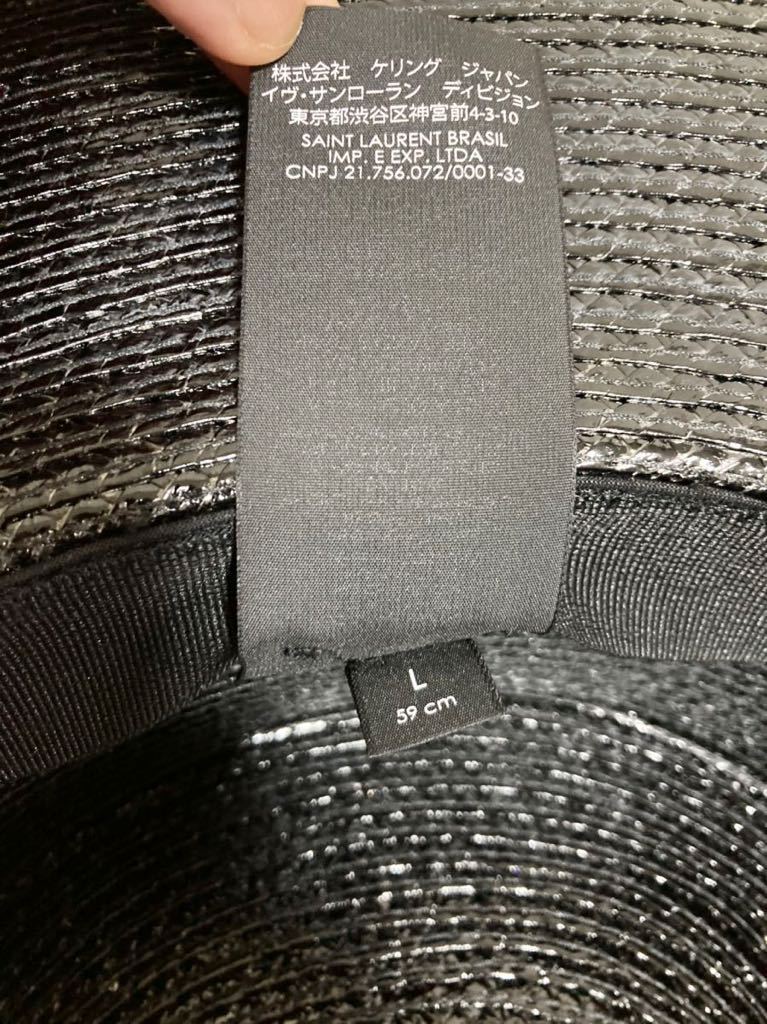 株式会社 ケリング ジャパン
イヴ・サンローラン ディビジョン
東京都渋谷区神宮前4-3-10
SAINT LAURENT BRASIL
IMP. E EXP. LTDA
CNPJ 21.756.072/0001-33
L
59 cm